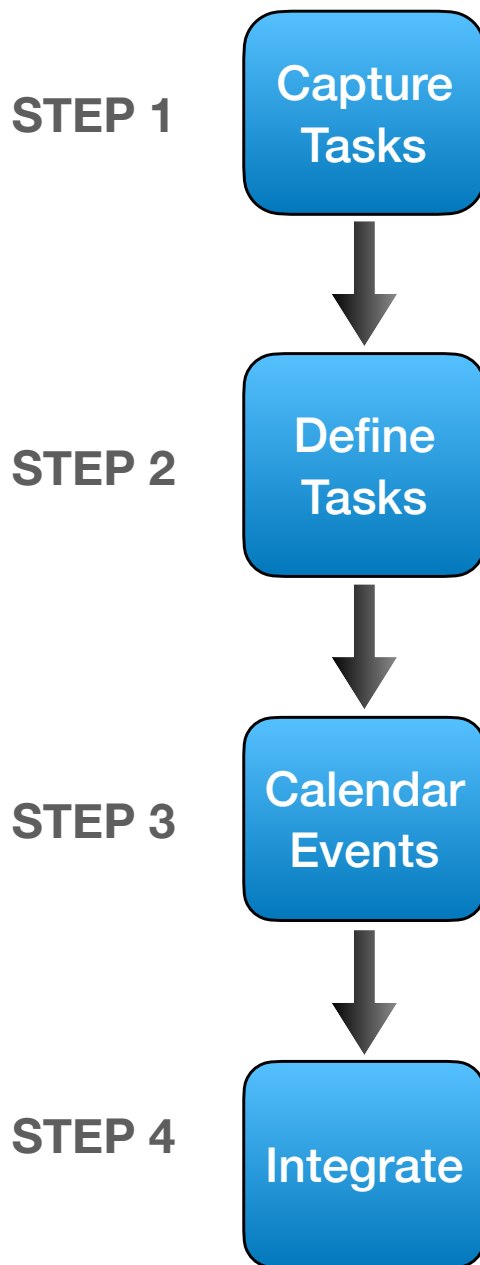 STEP 1
Capture
Tasks
STEP 2
Define
Tasks
STEP 3
Calendar
Events
STEP 4
Integrate